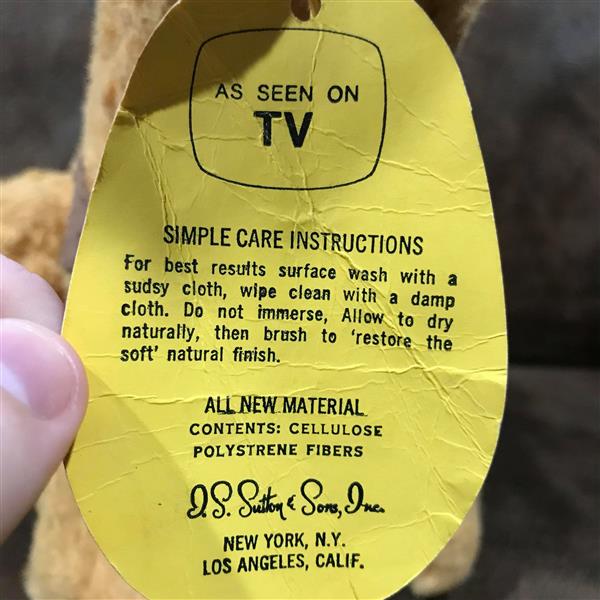 AS SEEN ON
TV
SIMPLE CARE INSTRUCTIONS
For best results surface wash with a
sudsy cloth, wipe clean with a damp
cloth. Do not immerse, Allow to dry
naturally, then brush to 'restore the
soft' natural finish.
ALL NEW MATERIAL
CONTENTS: CELLULOSE
POLYSTRENE FIBERS
J.S. Sutton & Sons, Inc.
NEW YORK, N.Y.
LOS ANGELES, CALIF.